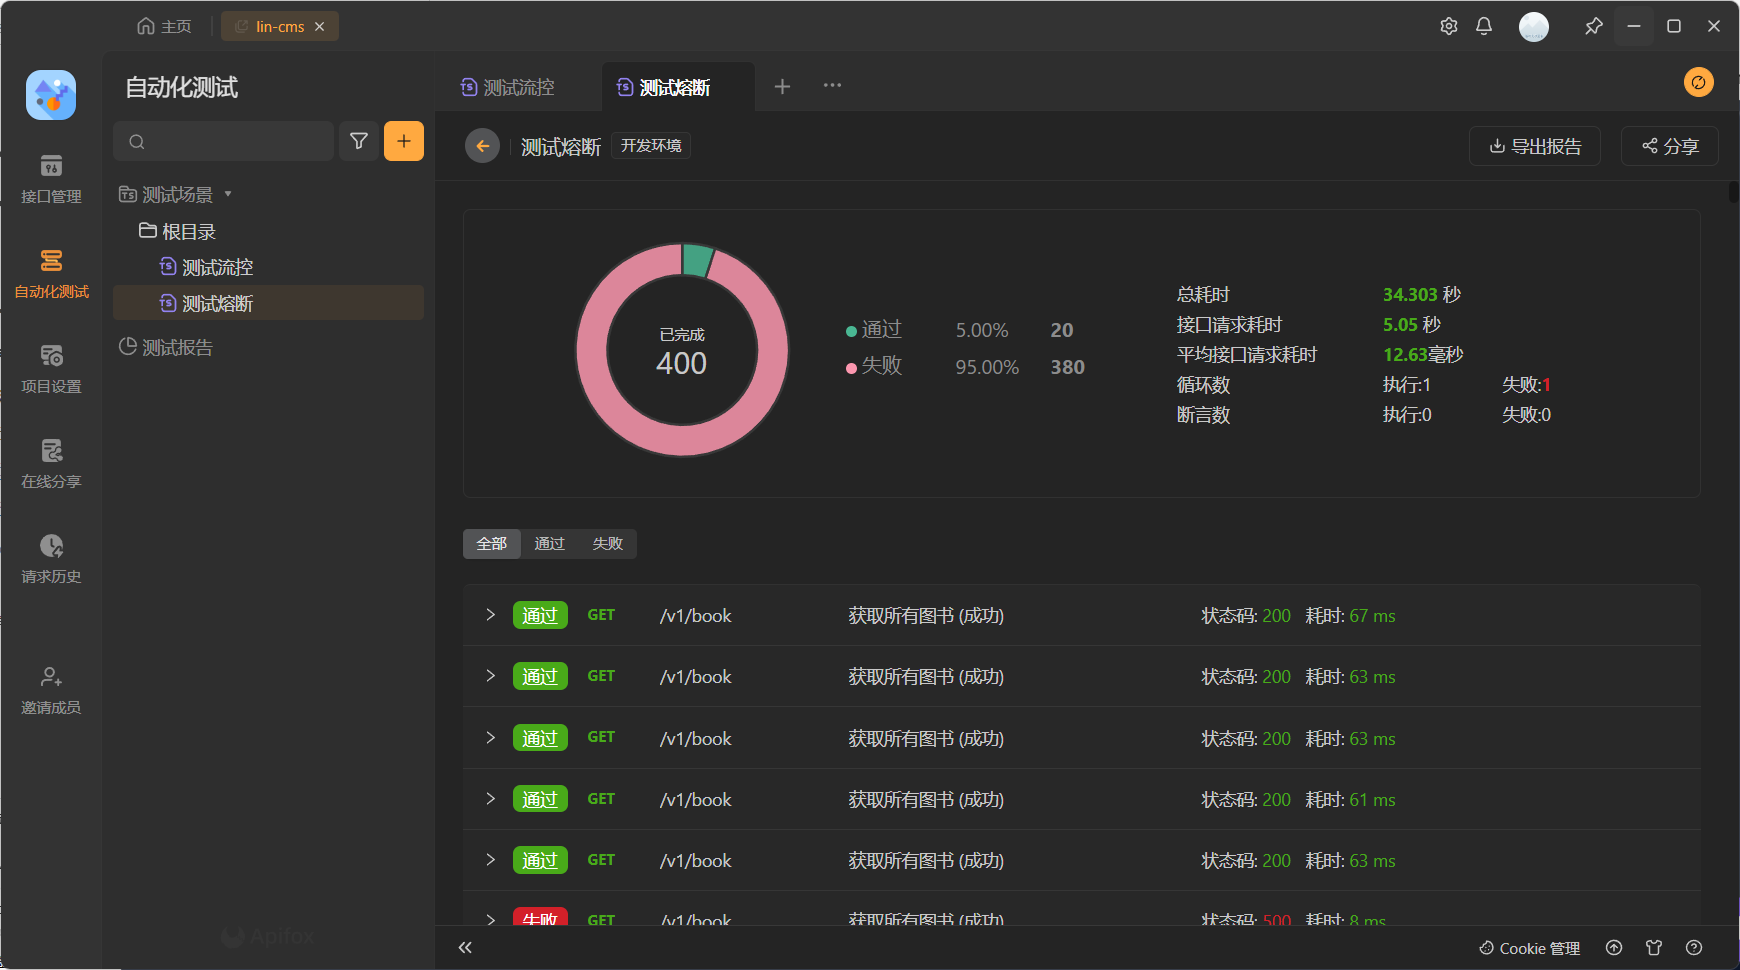 主页
lin-cms
自动化测试
测试流控
测试熔断
测试熔断
开发环境
导出报告
分享
接口管理
自动化测试
项目设置
在线分享
请求历史
邀请成员
测试场景
根目录
测试流控
测试熔断
测试报告
已完成
400
通过 5.00% 20
失败 95.00% 380
总耗时 34.303 秒
接口请求耗时 5.05 秒
平均接口请求耗时 12.63毫秒
循环数 执行:1 失败:1
断言数 执行:0 失败:0
全部 通过 失败
通过 GET /v1/book 获取所有图书 (成功) 状态码: 200 耗时: 67 ms
通过 GET /v1/book 获取所有图书 (成功) 状态码: 200 耗时: 63 ms
通过 GET /v1/book 获取所有图书 (成功) 状态码: 200 耗时: 63 ms
通过 GET /v1/book 获取所有图书 (成功) 状态码: 200 耗时: 61 ms
通过 GET /v1/book 获取所有图书 (成功) 状态码: 200 耗时: 63 ms
失败 GET /v1/book 获取所有图书 (成功) 状态码: 500 耗时: 8 ms
Apifox
Cookie 管理